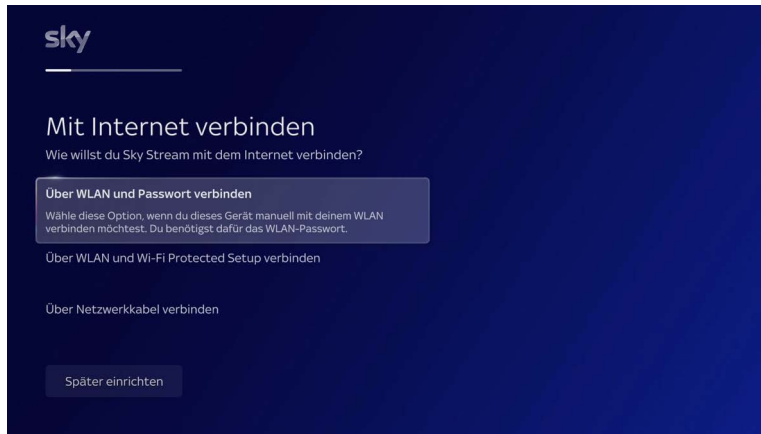 sky
Mit Internet verbinden
Wie willst du Sky Stream mit dem Internet verbinden?
Über WLAN und Passwort verbinden
Wähle diese Option, wenn du dieses Gerät manuell mit deinem WLAN
verbinden möchtest. Du benötigst dafür das WLAN-Passwort.
Über WLAN und Wi-Fi Protected Setup verbinden
Über Netzwerkkabel verbinden
Später einrichten